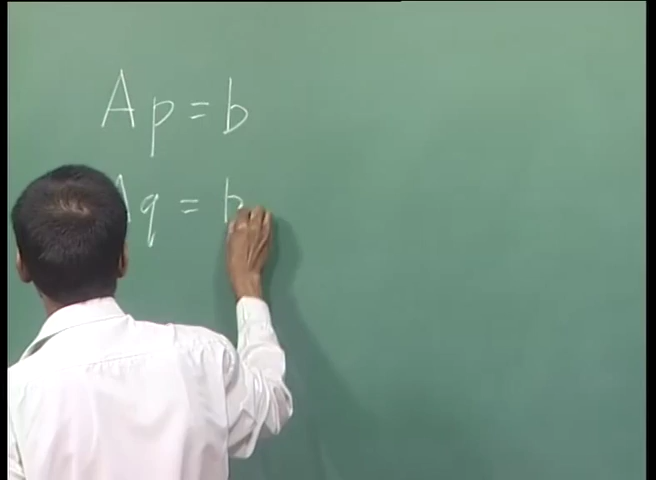 Ap = b
Aq = b